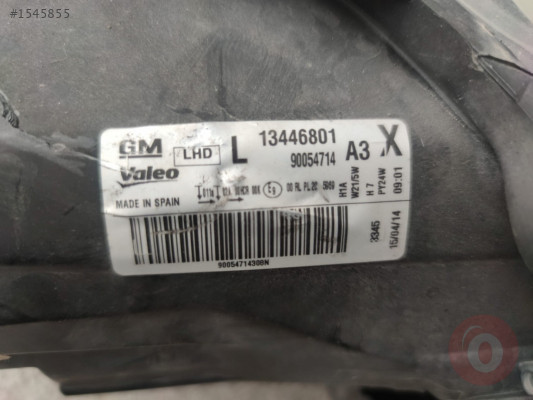 #1545855
GM LHD L 13446801 X
Valeo 90054714 A3
MADE IN SPAIN
H1A
W21/5W
H 7
PY24W
09:01
3345
15/04/14
90054714300N